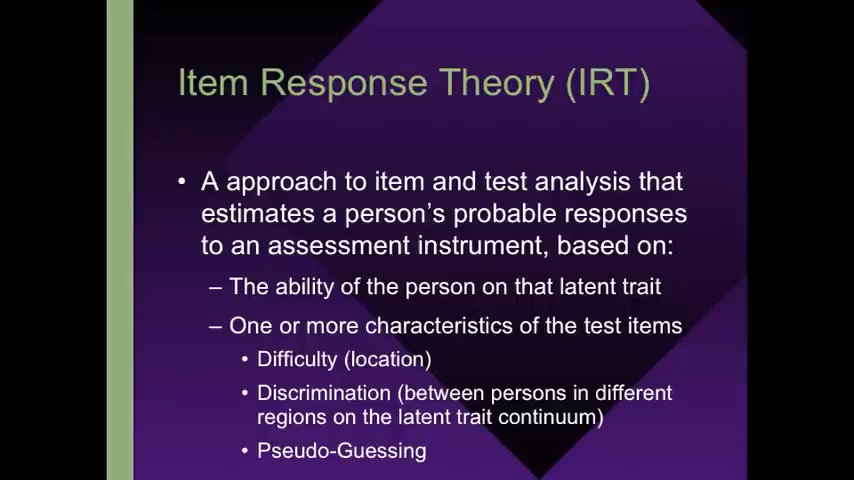 Item Response Theory (IRT)
• A approach to item and test analysis that
estimates a person's probable responses
to an assessment instrument, based on:
– The ability of the person on that latent trait
– One or more characteristics of the test items
• Difficulty (location)
• Discrimination (between persons in different
regions on the latent trait continuum)
• Pseudo-Guessing